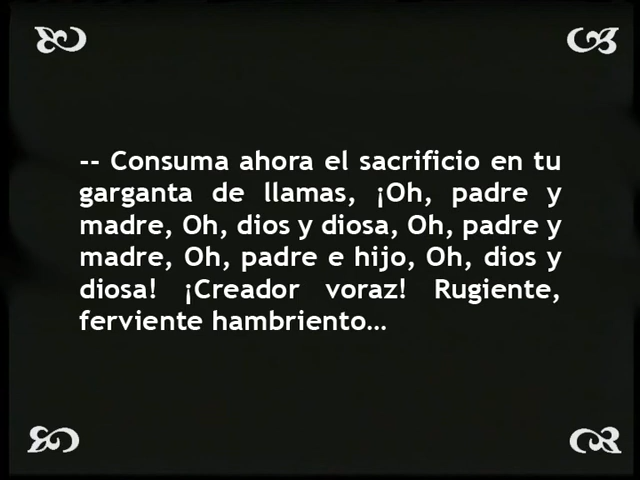 -- Consuma ahora el sacrificio en tu
garganta de llamas, ¡Oh, padre y
madre, Oh, dios y diosa, Oh, padre y
madre, Oh, padre e hijo, Oh, dios y
diosa! ¡Creador voraz! Rugiente,
ferviente hambriento…